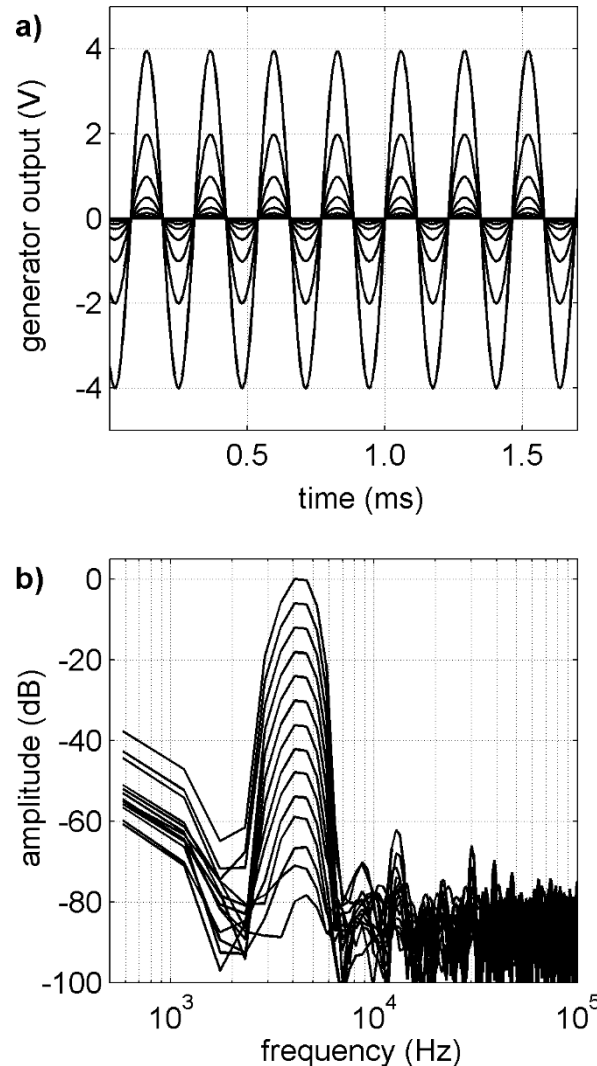 a)
generator output (V)
4
2
0
-2
-4
0.5 1.0 1.5
time (ms)
b)
amplitude (dB)
0
-20
-40
-60
-80
-100
10³ 10⁴ 10⁵
frequency (Hz)